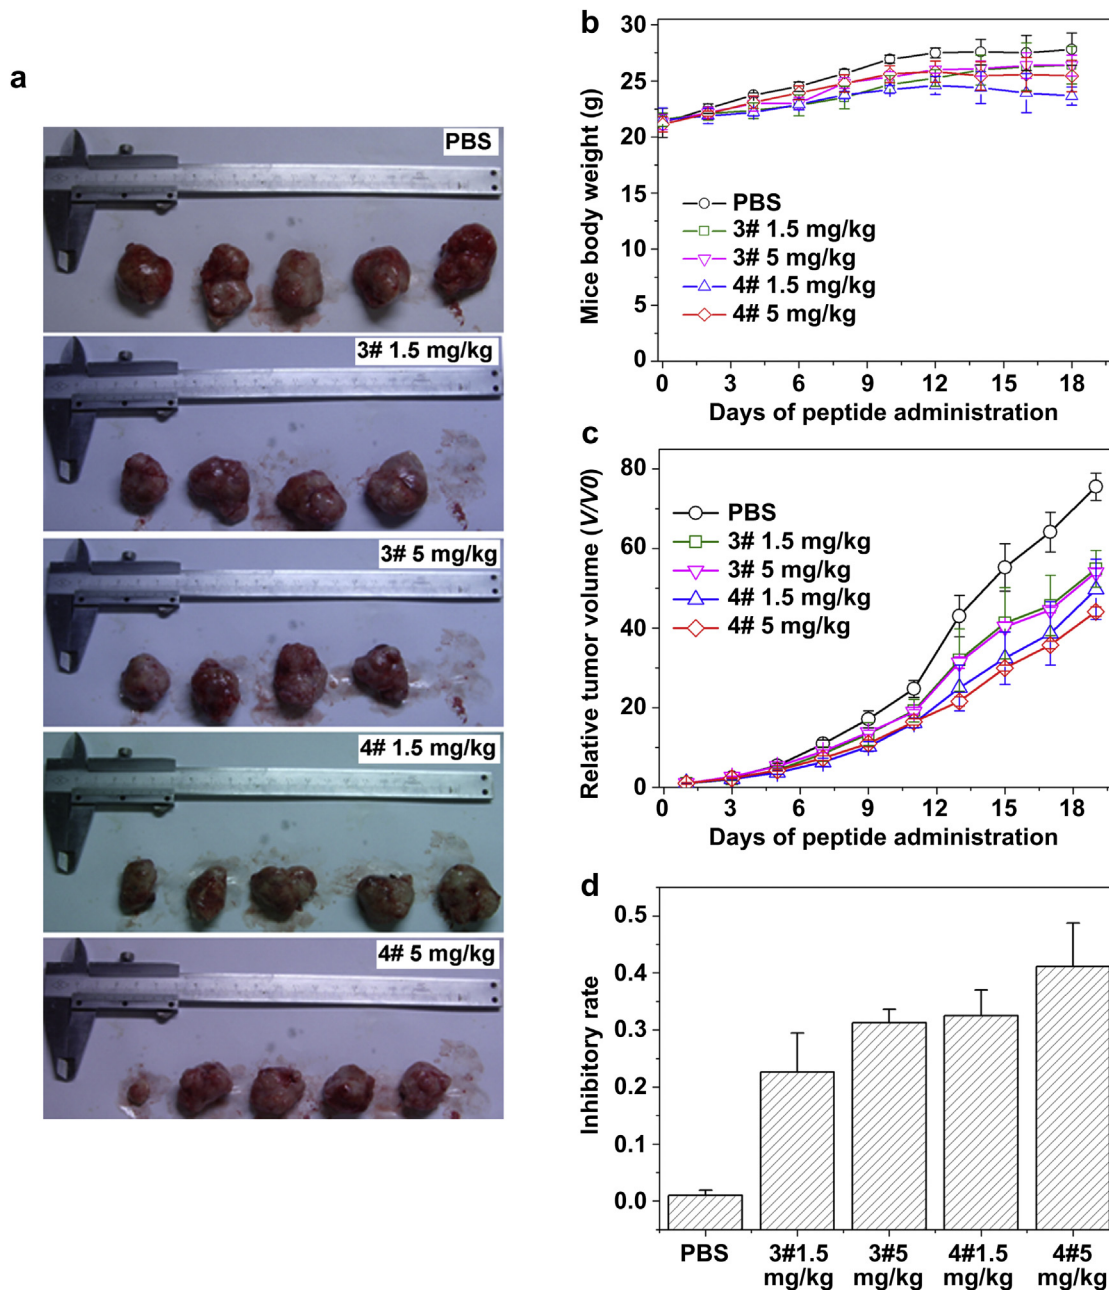 a
PBS
3# 1.5 mg/kg
3# 5 mg/kg
4# 1.5 mg/kg
4# 5 mg/kg
b
30
25
20
15
10
5
0
Mice body weight (g)
PBS
3# 1.5 mg/kg
3# 5 mg/kg
4# 1.5 mg/kg
4# 5 mg/kg
0 3 6 9 12 15 18
Days of peptide administration
c
80
60
40
20
0
Relative tumor volume (V/V0)
PBS
3# 1.5 mg/kg
3# 5 mg/kg
4# 1.5 mg/kg
4# 5 mg/kg
0 3 6 9 12 15 18
Days of peptide administration
d
0.5
0.4
0.3
0.2
0.1
0.0
Inhibitory rate
PBS 3#1.5 3#5 4#1.5 4#5
mg/kg mg/kg mg/kg mg/kg